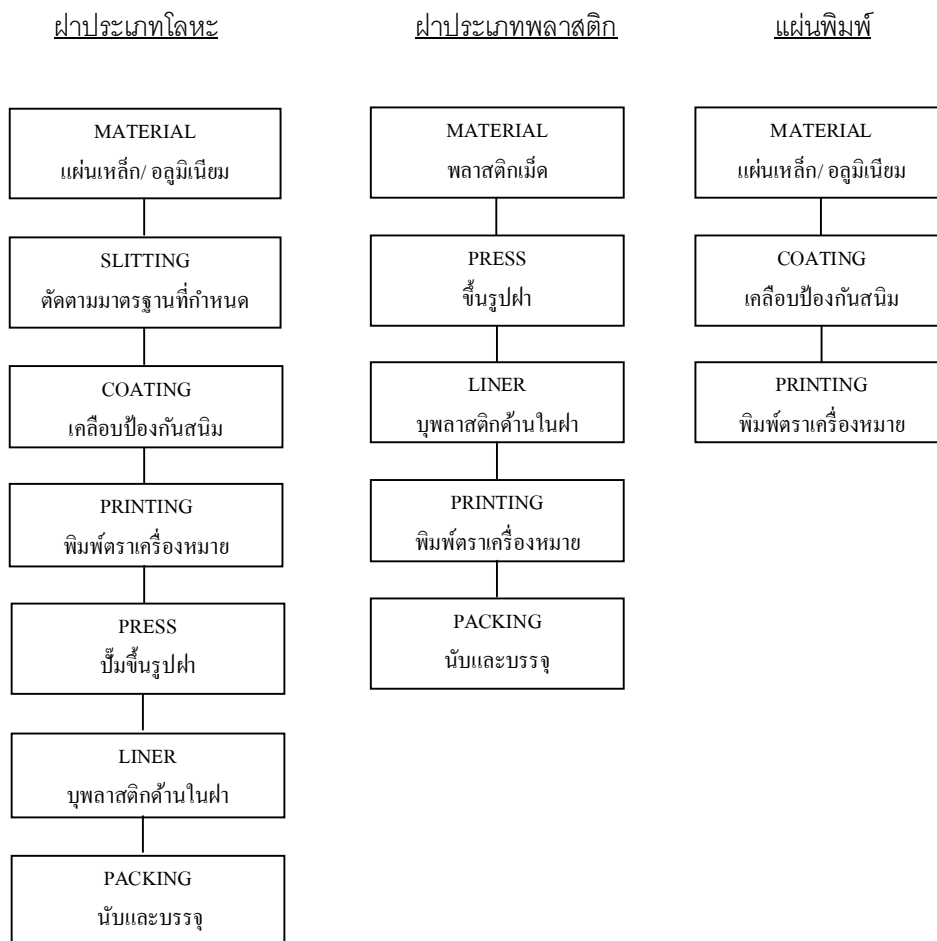 ฝาประเภทโลหะ
MATERIAL
แผ่นเหล็ก/ อลูมิเนียม
SLITTING
ตัดตามมาตรฐานที่กำหนด
COATING
เคลือบป้องกันสนิม
PRINTING
พิมพ์ตราเครื่องหมาย
PRESS
ปั๊มขึ้นรูปฝา
LINER
บุพลาสติกด้านในฝา
PACKING
นับและบรรจุ
ฝาประเภทพลาสติก
MATERIAL
พลาสติกเม็ด
PRESS
ขึ้นรูปฝา
LINER
บุพลาสติกด้านในฝา
PRINTING
พิมพ์ตราเครื่องหมาย
PACKING
นับและบรรจุ
แผ่นพิมพ์
MATERIAL
แผ่นเหล็ก/ อลูมิเนียม
COATING
เคลือบป้องกันสนิม
PRINTING
พิมพ์ตราเครื่องหมาย